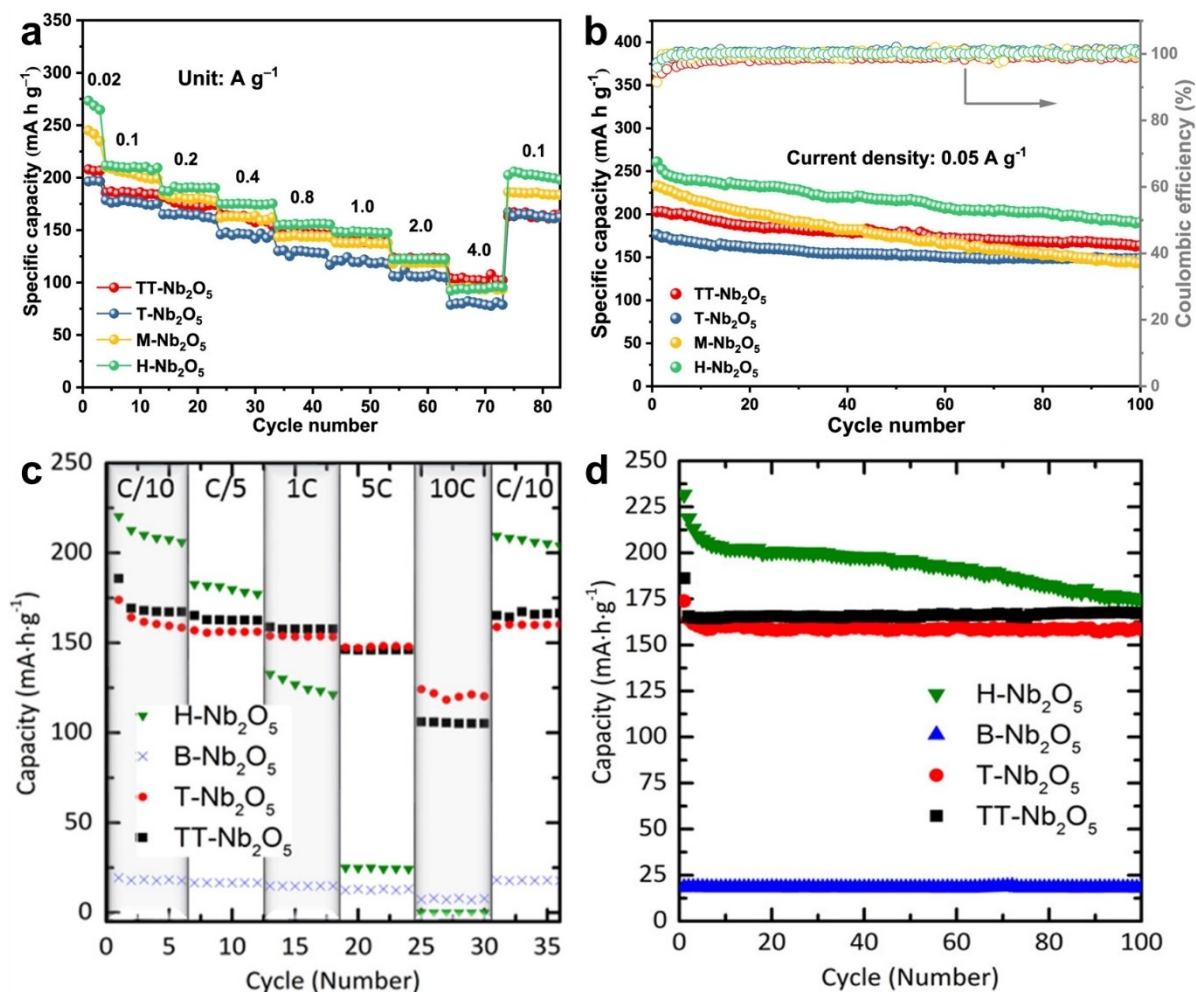 a
350
300
250
200
150
100
50
0
Specific capacity (mA h g⁻¹)
Unit: A g⁻¹
0.02
0.1
0.2
0.4
0.8
1.0
2.0
4.0
0.1
TT-Nb₂O₅
T-Nb₂O₅
M-Nb₂O₅
H-Nb₂O₅
0 10 20 30 40 50 60 70 80
Cycle number
b
400
350
300
250
200
150
100
50
0
Specific capacity (mA h g⁻¹)
Current density: 0.05 A g⁻¹
TT-Nb₂O₅
T-Nb₂O₅
M-Nb₂O₅
H-Nb₂O₅
100
80
60
40
20
0
Coulombic efficiency (%)
0 20 40 60 80 100
Cycle number
c
250
200
150
100
50
0
Capacity (mA·h·g⁻¹)
C/10 C/5 1C 5C 10C C/10
H-Nb₂O₅
B-Nb₂O₅
T-Nb₂O₅
TT-Nb₂O₅
0 5 10 15 20 25 30 35
Cycle (Number)
d
250
225
200
175
150
125
100
75
50
25
0
Capacity (mA·h·g⁻¹)
H-Nb₂O₅
B-Nb₂O₅
T-Nb₂O₅
TT-Nb₂O₅
0 20 40 60 80 100
Cycle (Number)